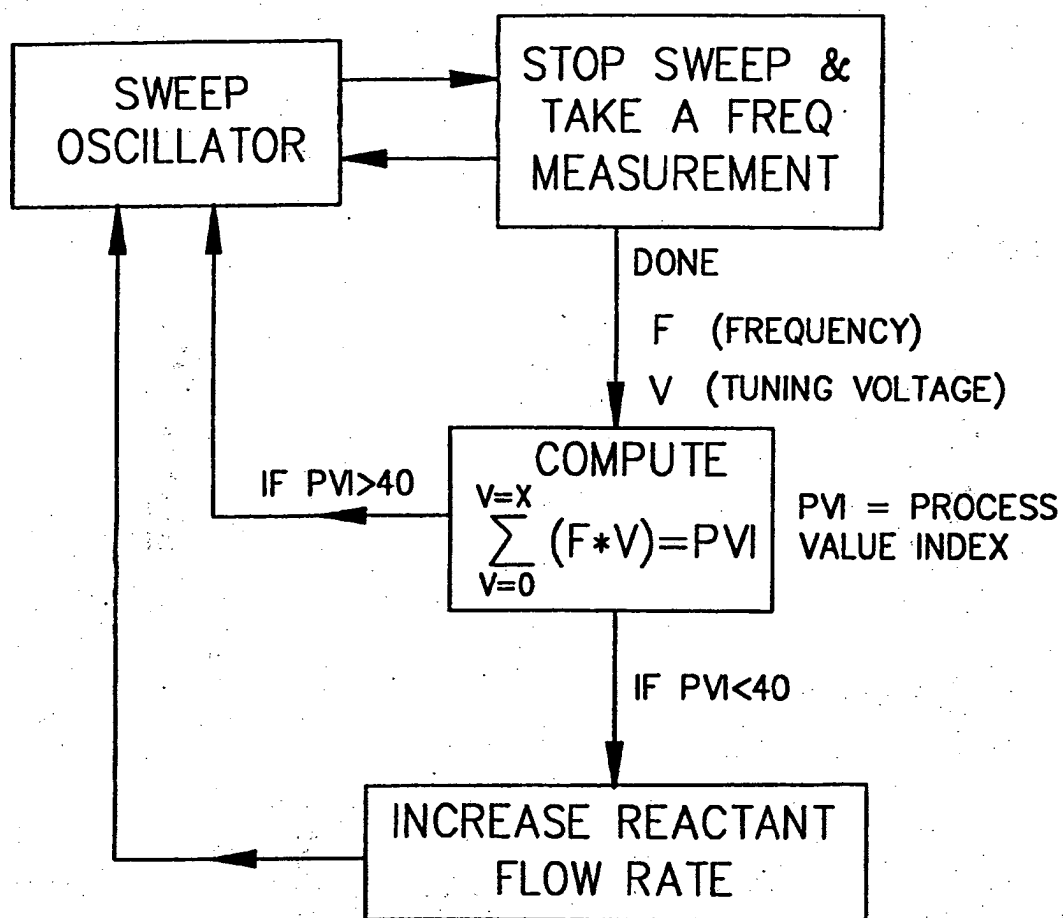 SWEEP
OSCILLATOR
STOP SWEEP &
TAKE A FREQ
MEASUREMENT
DONE
F (FREQUENCY)
V (TUNING VOLTAGE)
IF PVI>40
COMPUTE
V=X
∑ (F*V)=PVI
V=0
PVI = PROCESS
VALUE INDEX
IF PVI<40
INCREASE REACTANT
FLOW RATE